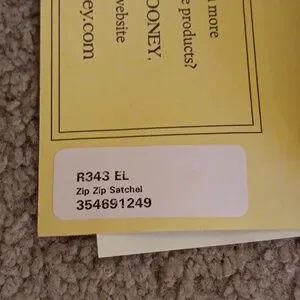 n more
e products?
OONEY.
website
ey.com
R343 EL
Zip Zip Satchel
354691249